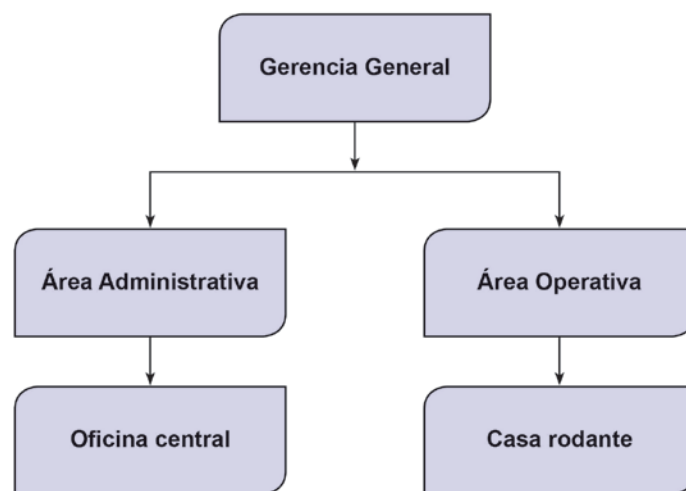 Gerencia General
Área Administrativa
Área Operativa
Oficina central
Casa rodante